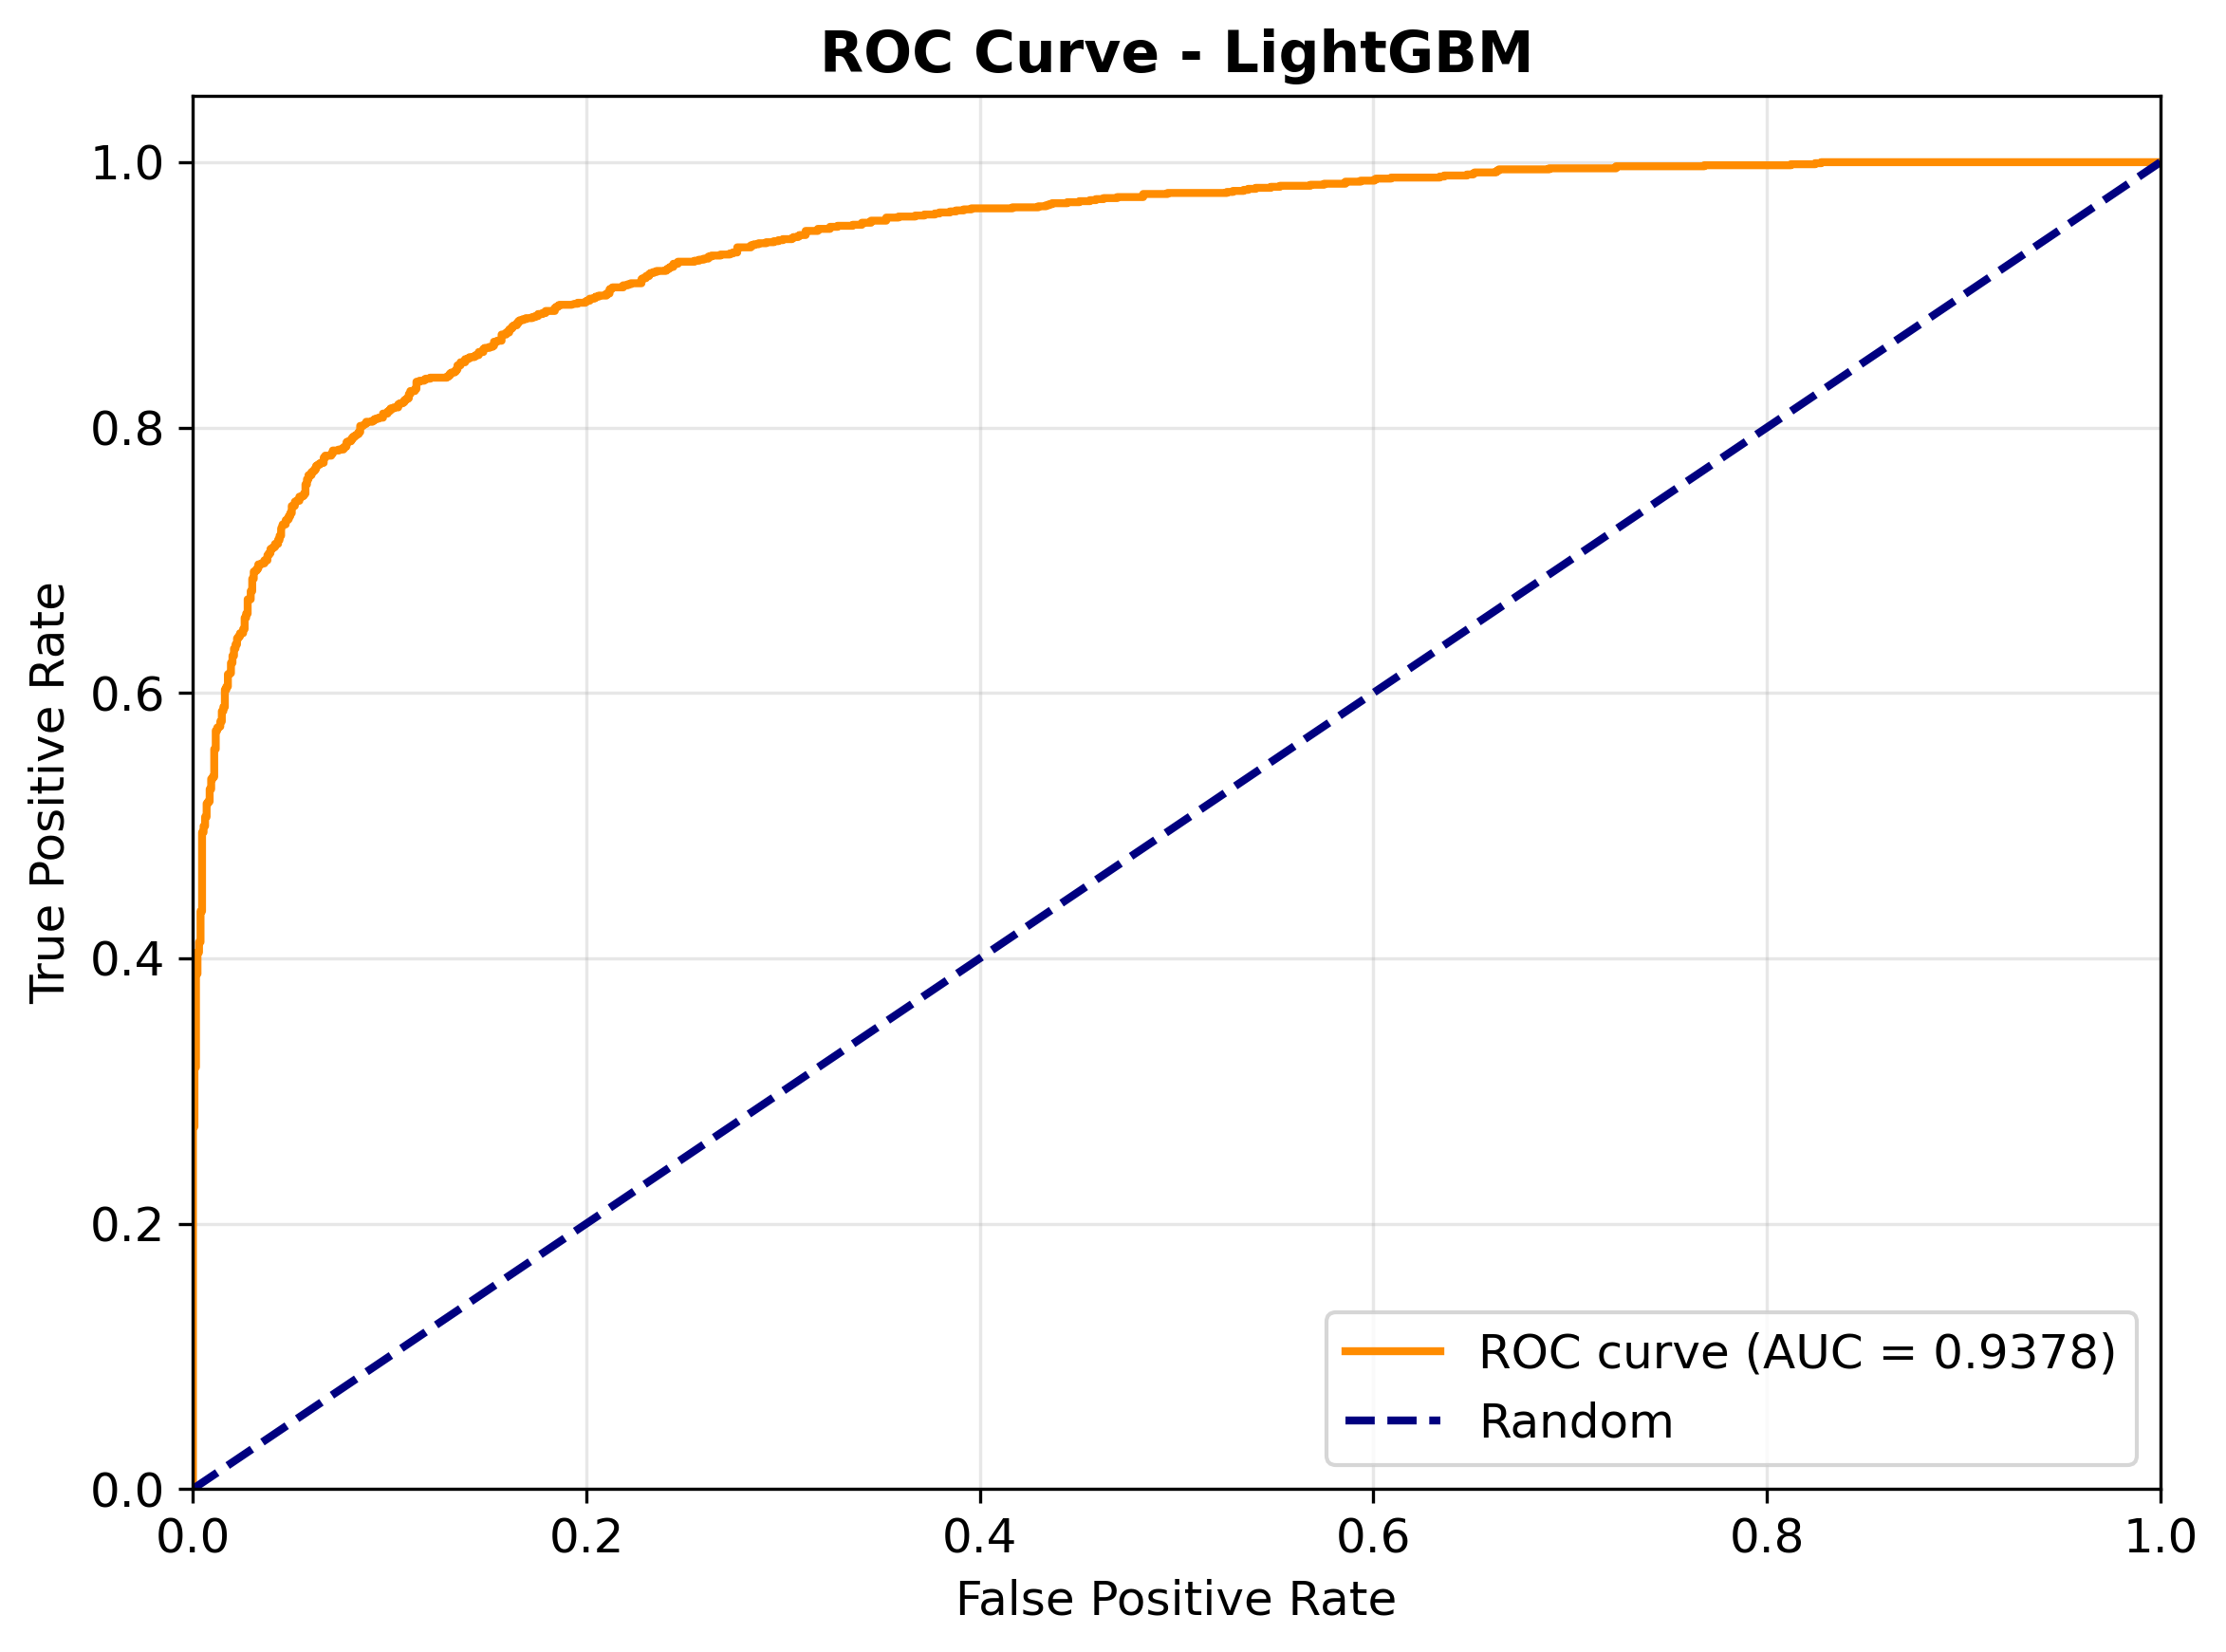 ROC Curve - LightGBM
True Positive Rate
1.0
0.8
0.6
0.4
0.2
0.0
0.0 0.2 0.4 0.6 0.8 1.0
False Positive Rate
ROC curve (AUC = 0.9378)
Random